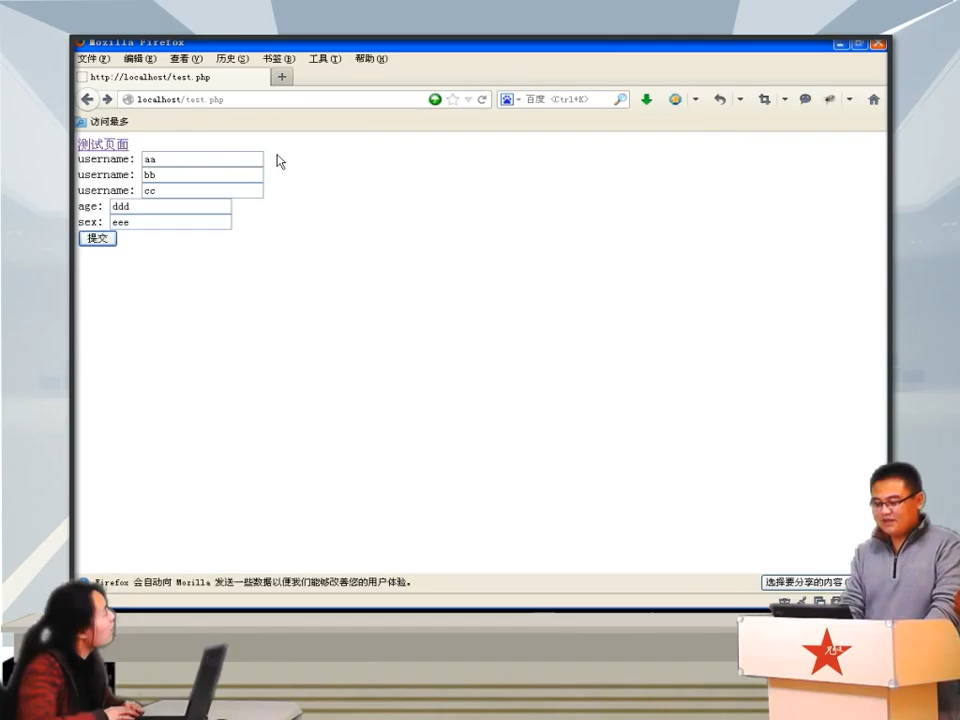 Mozilla Firefox
文件(F) 编辑(E) 查看(V) 历史(S) 书签(B) 工具(T) 帮助(H)
http://localhost/test.php +
localhost/test.php 百度 <Ctrl+K>
访问最多
测试页面
username: aa
username: bb
username: cc
age: ddd
sex: eee
提交
Firefox 会自动向 Mozilla 发送一些数据以便我们能够改善您的用户体验。 选择要分享的内容